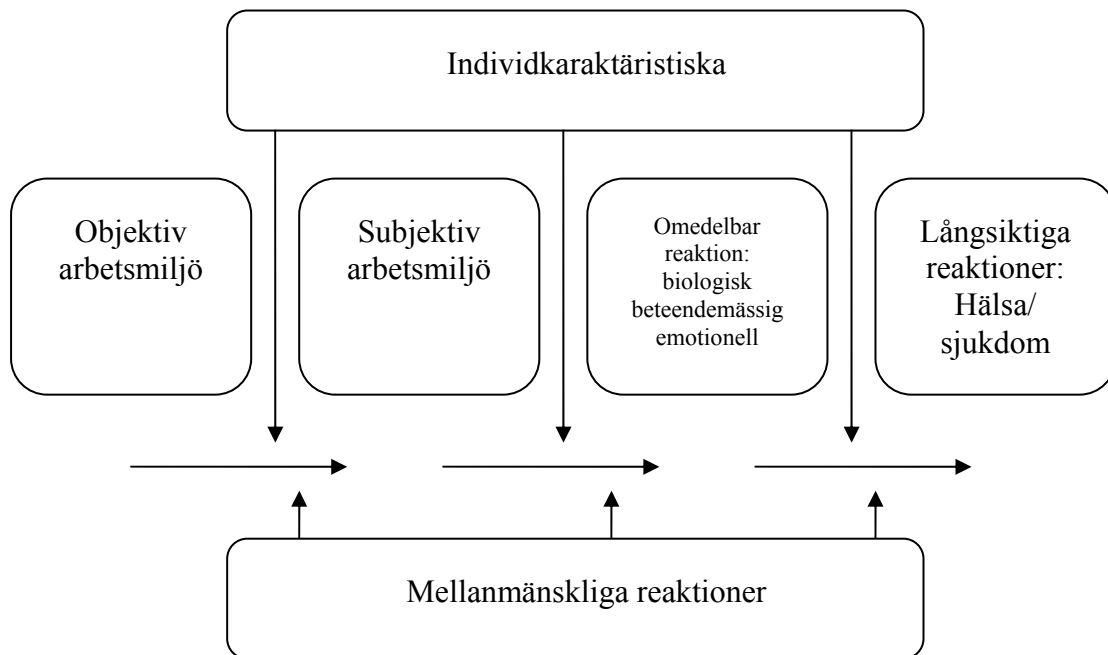 Individkaraktäristiska
Objektiv
arbetsmiljö
Subjektiv
arbetsmiljö
Omedelbar
reaktion:
biologisk
beteendemässig
emotionell
Långsiktiga
reaktioner:
Hälsa/
sjukdom
Mellanmänskliga reaktioner